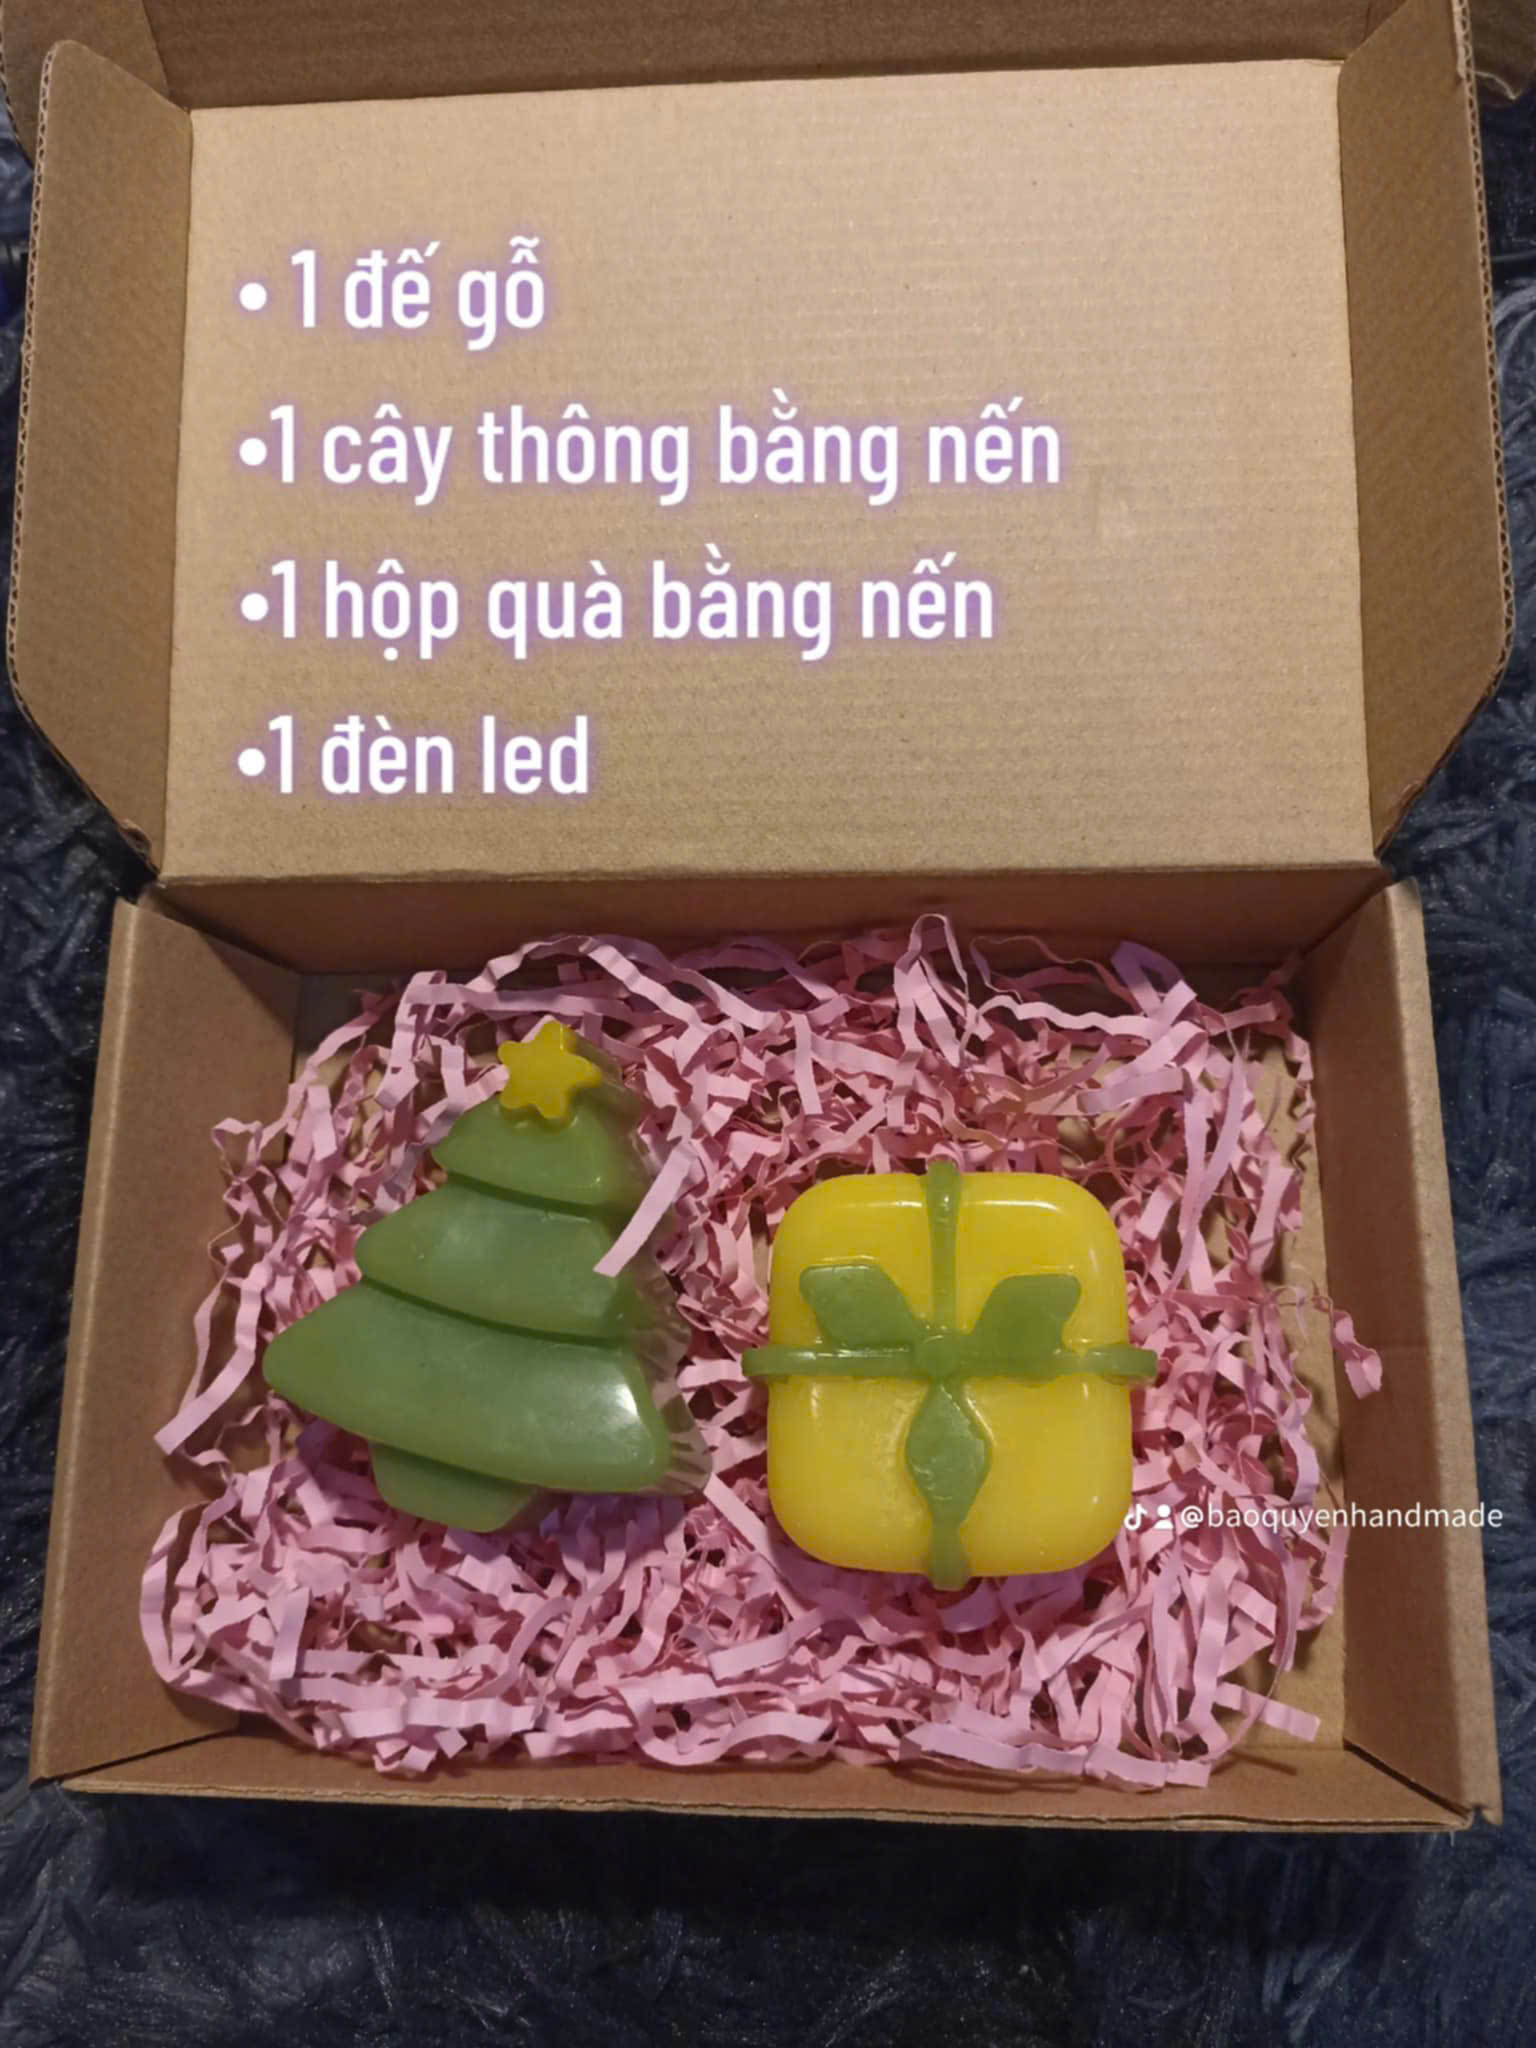 • 1 đế gỗ
•1 cây thông bằng nến
•1 hộp quà bằng nến
•1 đèn led
@baoquyenhandmade